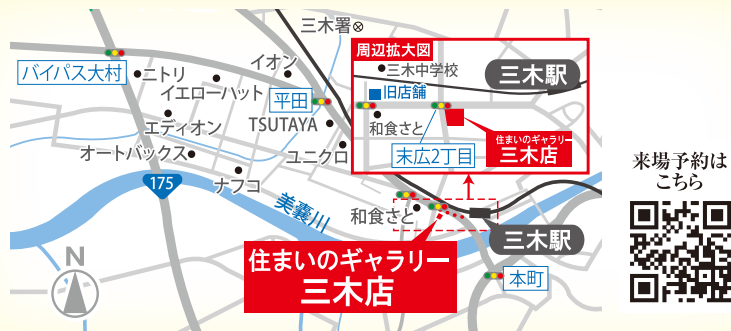 三木署
バイパス大村
ニトリ
イオン
イエローハット
平田
エディオン
TSUTAYA
オートバックス
ユニクロ
175
ナフコ
美嚢川
和食さと
周辺拡大図
三木中学校
三木駅
旧店舗
和食さと
末広2丁目
住まいのギャラリー
三木店
三木駅
住まいのギャラリー
三木店
本町
N
来場予約は
こちら